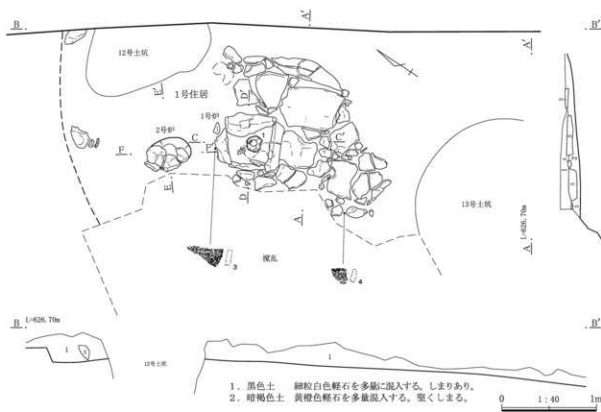 B
A'
B'
12号土坑
A'
E'
1号住居
D'
1号炉
2号炉
C
C'
F
F'
E
D
A
13号土坑
L=626.70m
A
3
撹乱
4
B
L=626.70m
B'
1
2
12号土坑
1
1. 黒色土 細粒白色軽石を多量に混入する。しまりあり。
2. 暗褐色土 黄橙色軽石を多量混入する。堅くしまる。
0 1:40 1m